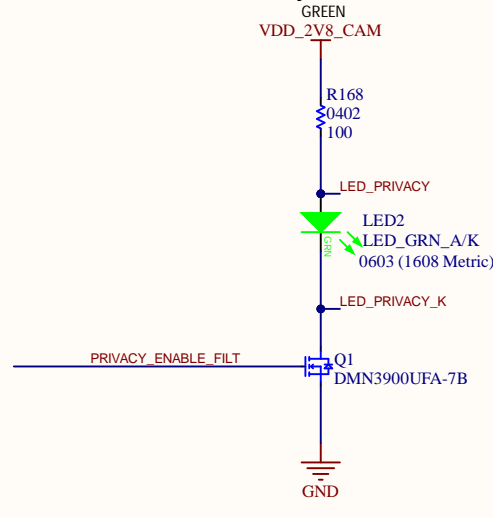 GREEN
VDD_2V8_CAM
R168
0402
100
LED_PRIVACY
LED2
LED_GRN_A/K
GRN
0603 (1608 Metric)
LED_PRIVACY_K
PRIVACY_ENABLE_FILT
Q1
DMN3900UFA-7B
GND